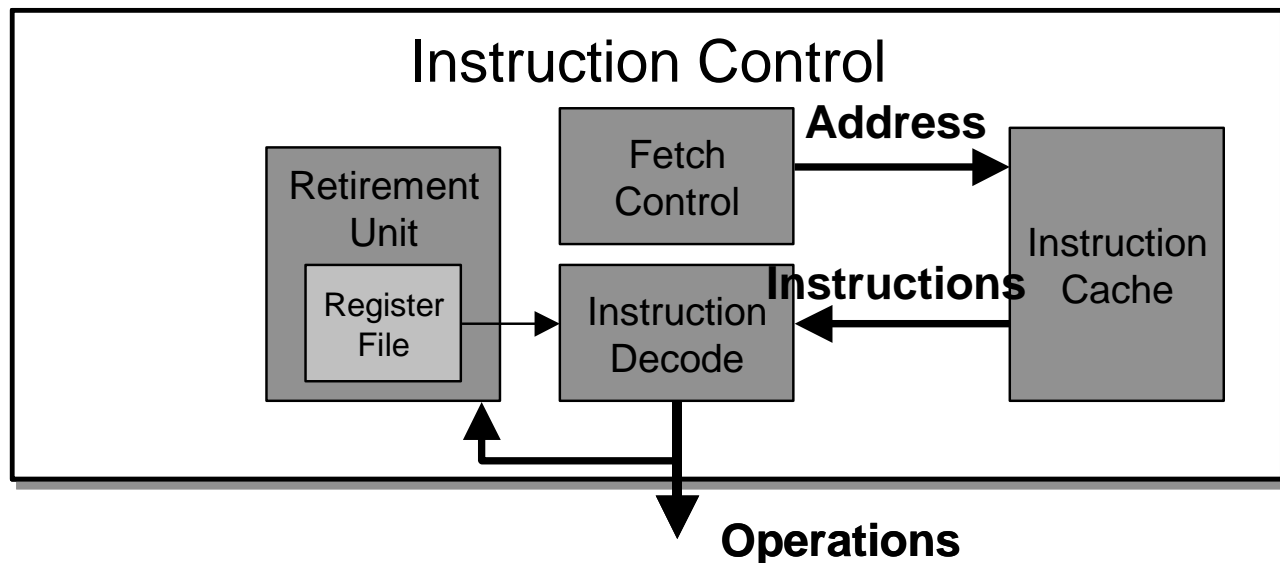 Instruction Control
Address
Fetch
Control
Retirement
Unit
Instruction
Cache
Instructions
Register
File
Instruction
Decode
Operations